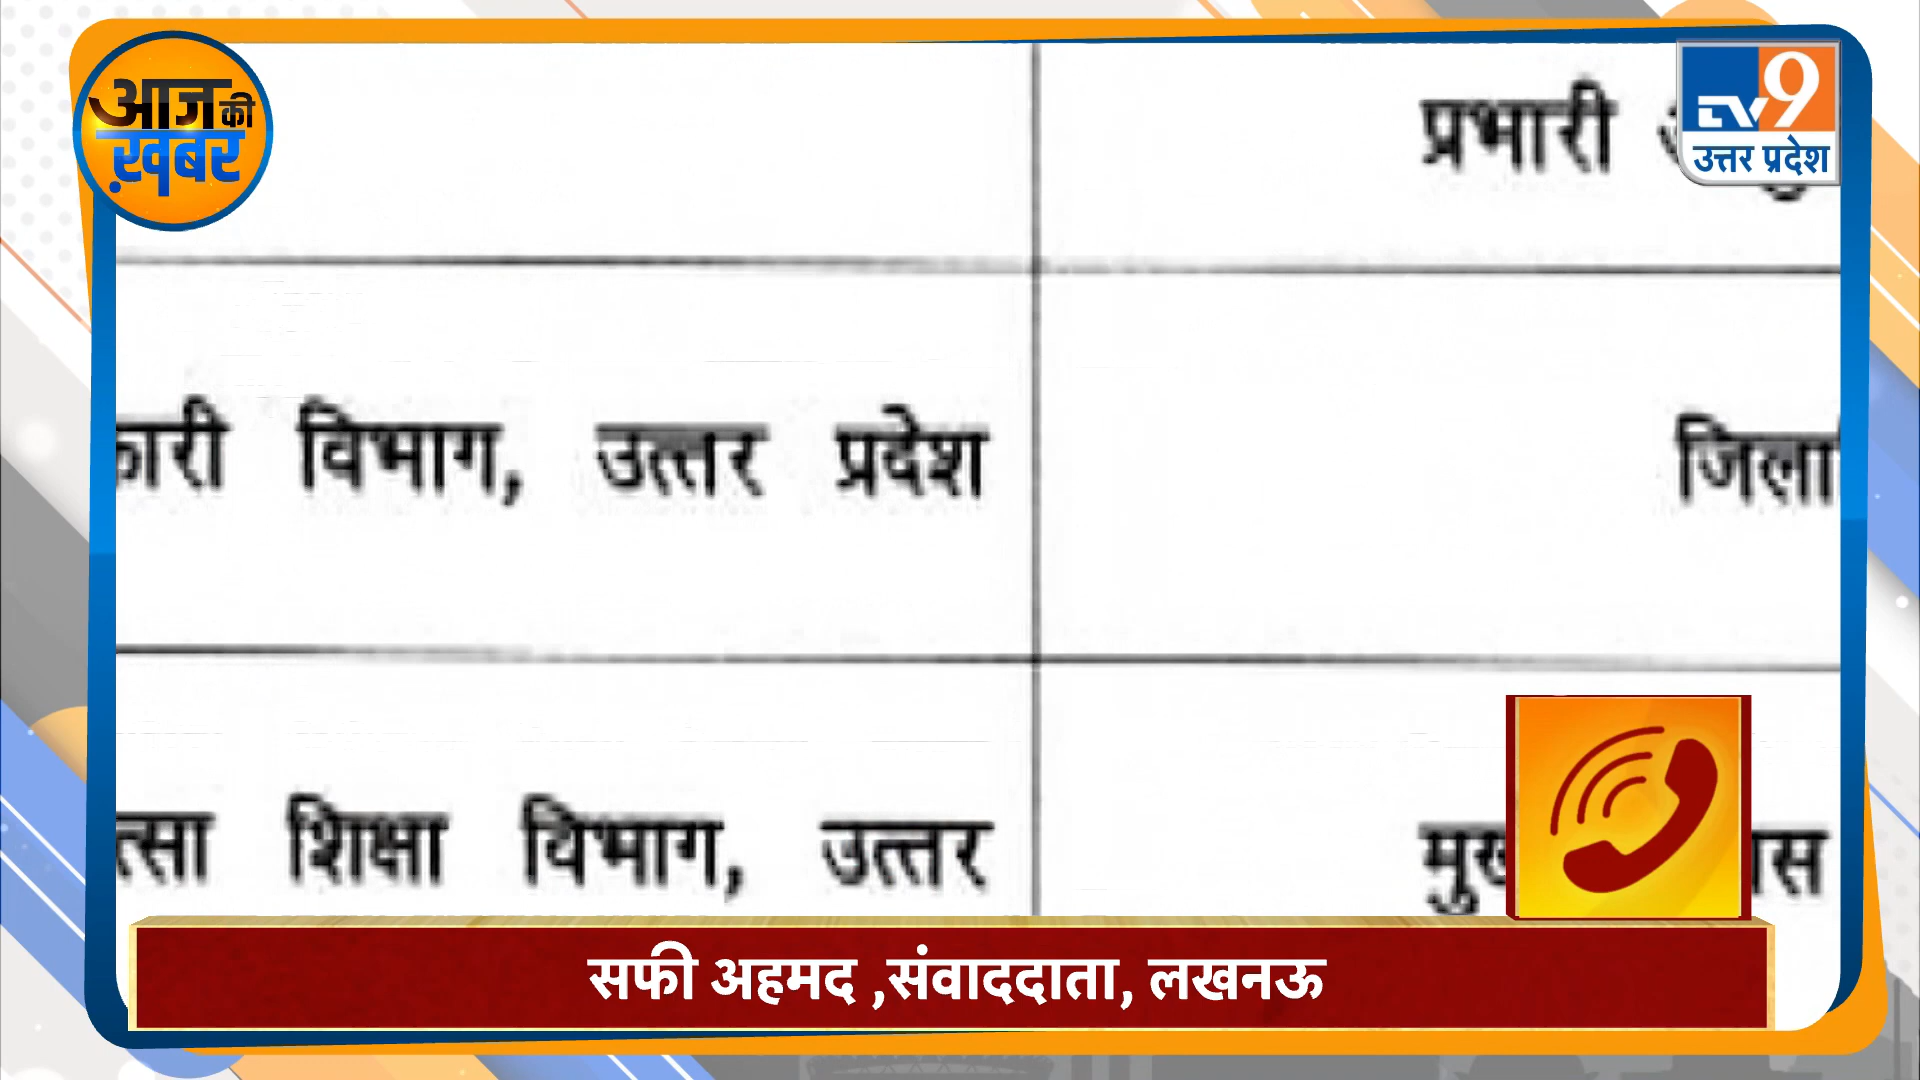 आज की
ख़बर
प्रभारी
TV9
उत्तर प्रदेश
विभाग, उत्तर प्रदेश
शिक्षा विभाग, उत्तर
सफी अहमद ,संवाददाता, लखनऊ